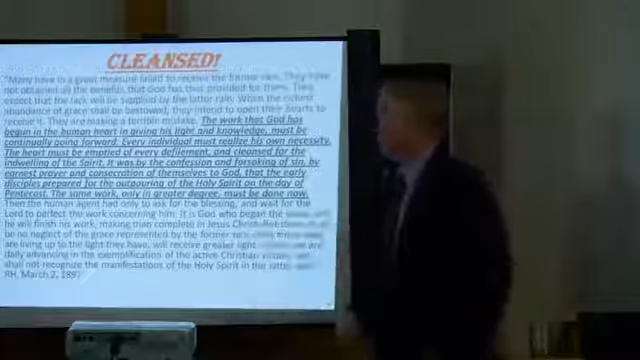 CLEANSED!
"Many have in a great measure failed to receive the former rain. They have
not obtained all the benefits that God has thus provided for them. They
expect that the lack will be supplied by the latter rain. When the richest
abundance of grace shall be bestowed, they intend to open their hearts to
receive it. They are making a terrible mistake. The work that God has
begun in the human heart in giving his light and knowledge, must be
continually going forward. Every individual must realize his own necessity.
The heart must be emptied of every defilement, and cleansed for the
indwelling of the Spirit. It was by the confession and forsaking of sin, by
earnest prayer and consecration of themselves to God, that the early
disciples prepared for the outpouring of the Holy Spirit on the day of
Pentecost. The same work, only in greater degree, must be done now.
Then the human agent had only to ask for the blessing, and wait for the
Lord to perfect the work concerning him. It is God who began the
he will finish his work, making man complete in Jesus Christ.
be no neglect of the grace represented by the former rain.
are living up to the light they have, will receive greater light. are
daily advancing in the exemplification of the active Christian
shall not recognize the manifestations of the Holy Spirit in the latter
RH, March 2, 1897